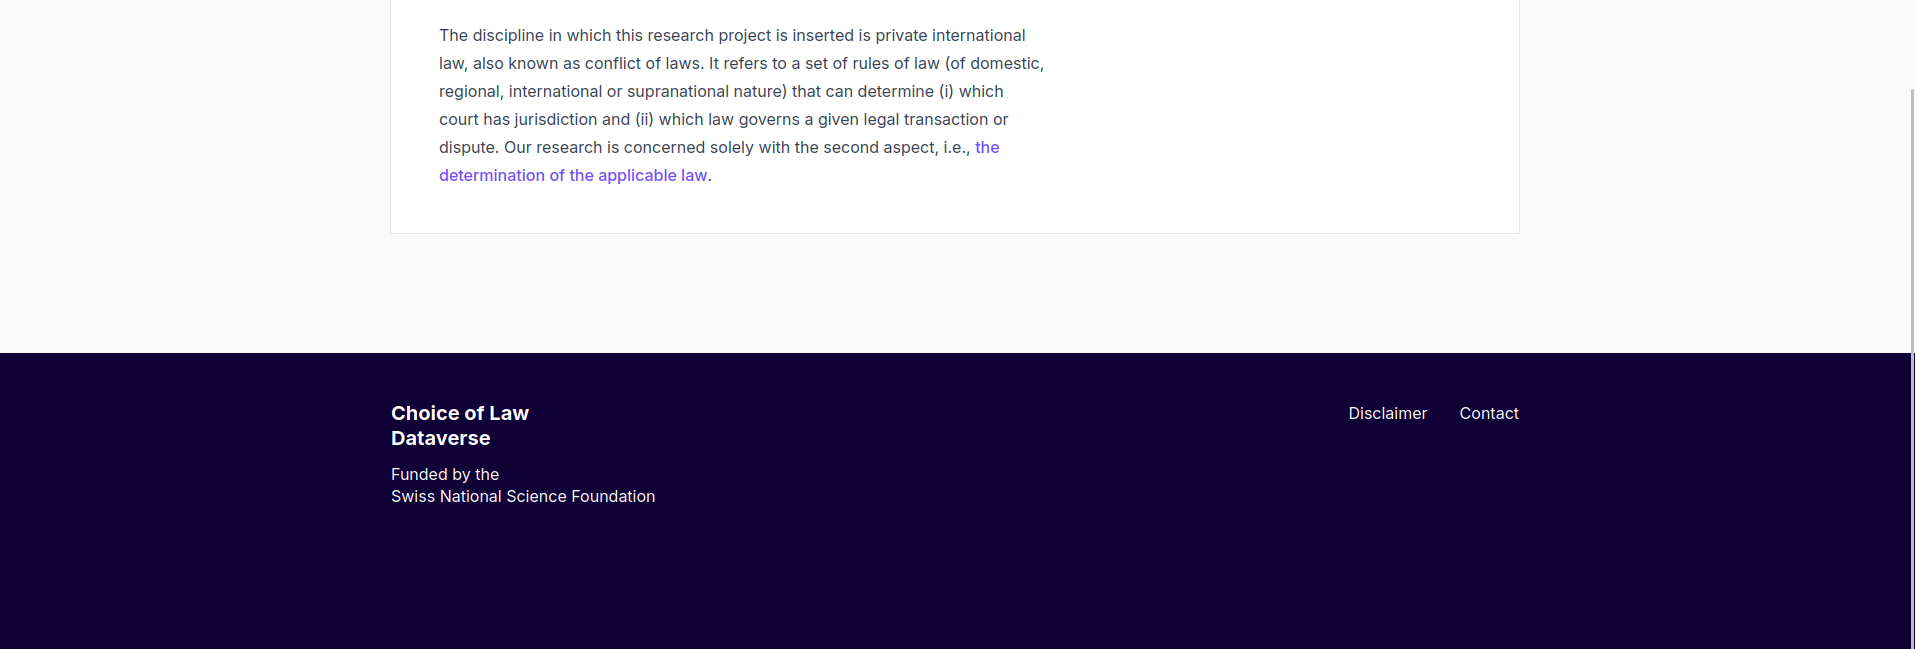 The discipline in which this research project is inserted is private international
law, also known as conflict of laws. It refers to a set of rules of law (of domestic,
regional, international or supranational nature) that can determine (i) which
court has jurisdiction and (ii) which law governs a given legal transaction or
dispute. Our research is concerned solely with the second aspect, i.e., the
determination of the applicable law.
Choice of Law
Dataverse
Funded by the
Swiss National Science Foundation
Disclaimer
Contact